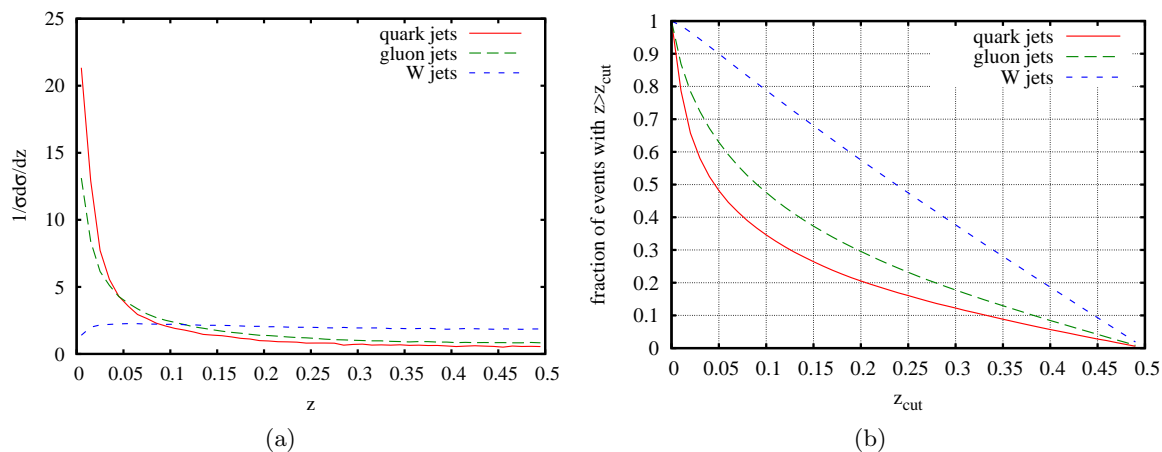 1/σdσ/dz
25
20
15
10
5
0
0 0.05 0.1 0.15 0.2 0.25 0.3 0.35 0.4 0.45 0.5
z
quark jets
gluon jets
W jets
(a)
fraction of events with z>z_cut
1
0.9
0.8
0.7
0.6
0.5
0.4
0.3
0.2
0.1
0
0 0.05 0.1 0.15 0.2 0.25 0.3 0.35 0.4 0.45 0.5
z_cut
quark jets
gluon jets
W jets
(b)